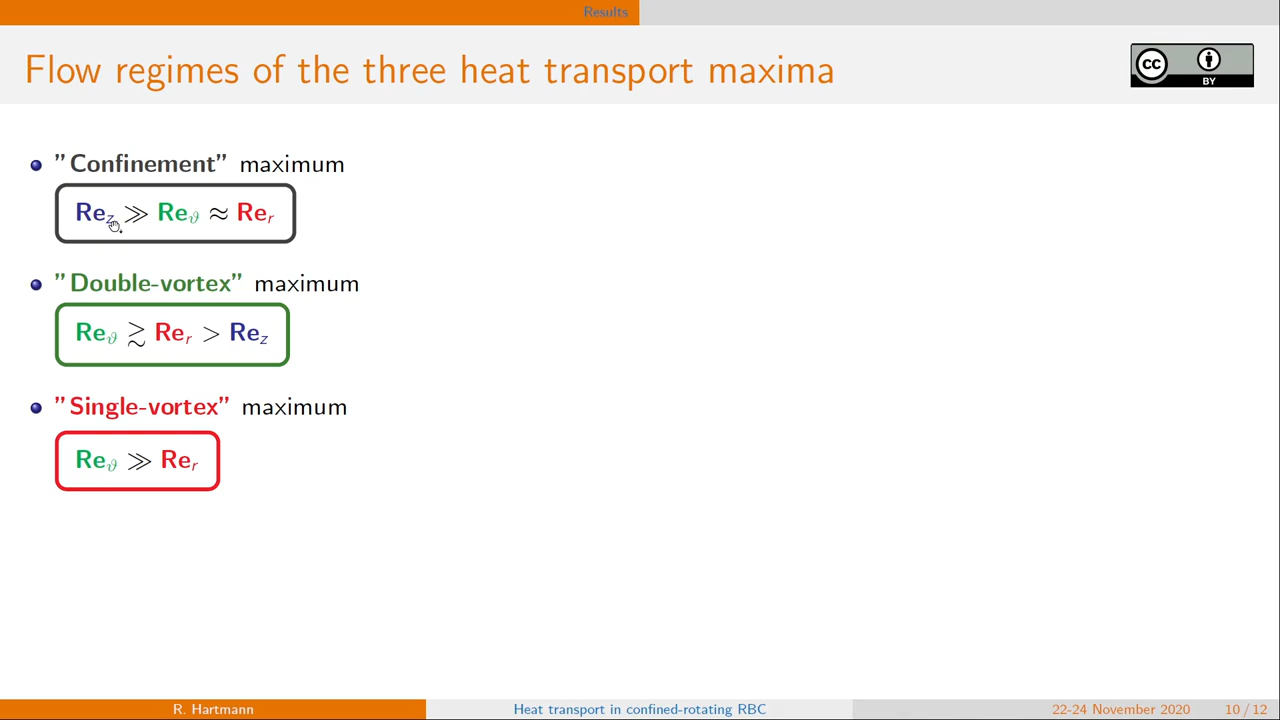 Results
Flow regimes of the three heat transport maxima
cc BY
"Confinement" maximum
Re_z ≫ Re_ϑ ≈ Re_r
"Double-vortex" maximum
Re_ϑ ≳ Re_r > Re_z
"Single-vortex" maximum
Re_ϑ ≫ Re_r
R. Hartmann
Heat transport in confined-rotating RBC
22-24 November 2020
10 / 12